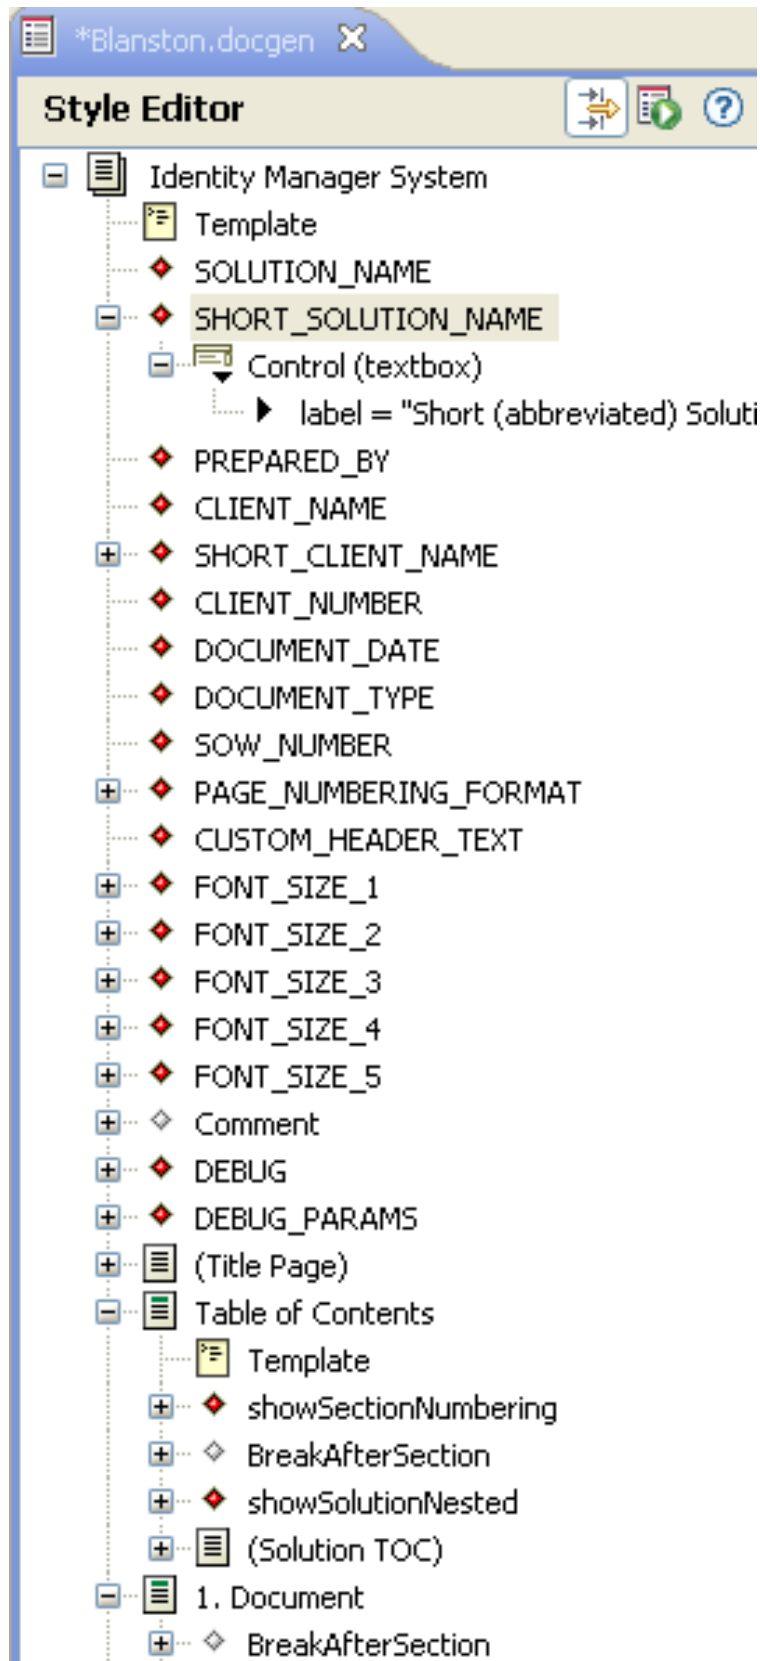 *Blanston.docgen
Style Editor
Identity Manager System
Template
SOLUTION_NAME
SHORT_SOLUTION_NAME
Control (textbox)
label = "Short (abbreviated) Soluti
PREPARED_BY
CLIENT_NAME
SHORT_CLIENT_NAME
CLIENT_NUMBER
DOCUMENT_DATE
DOCUMENT_TYPE
SOW_NUMBER
PAGE_NUMBERING_FORMAT
CUSTOM_HEADER_TEXT
FONT_SIZE_1
FONT_SIZE_2
FONT_SIZE_3
FONT_SIZE_4
FONT_SIZE_5
Comment
DEBUG
DEBUG_PARAMS
(Title Page)
Table of Contents
Template
showSectionNumbering
BreakAfterSection
showSolutionNested
(Solution TOC)
1. Document
BreakAfterSection